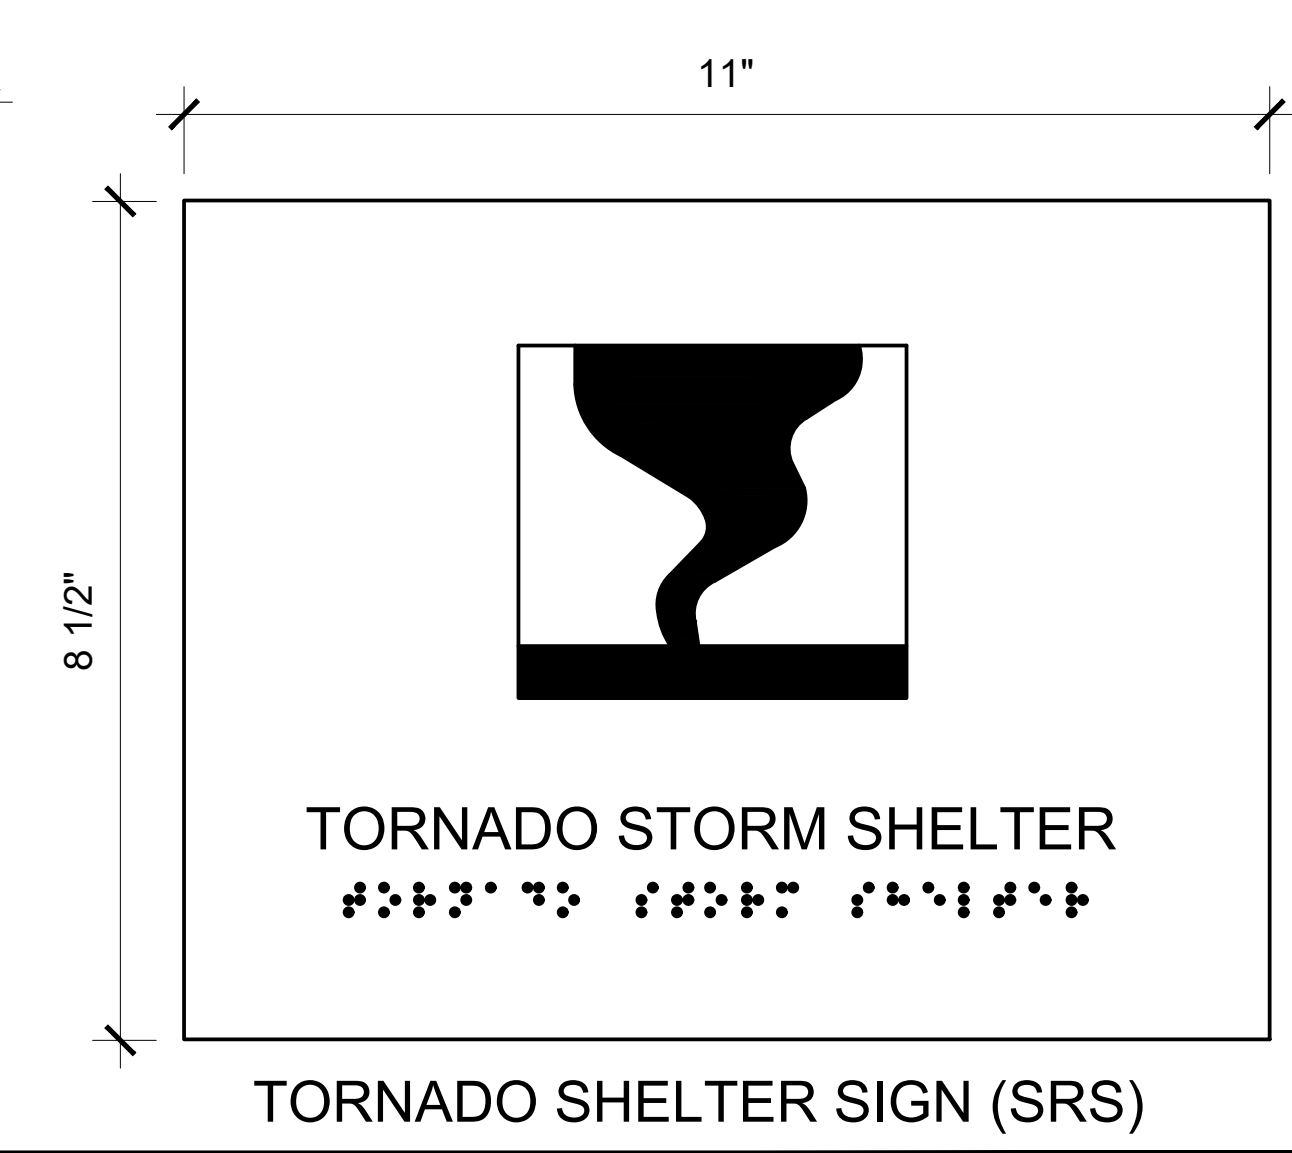 11"
8 1/2"
TORNADO STORM SHELTER
⠞⠕⠗⠝⠁⠙⠕ ⠎⠞⠕⠗⠍ ⠎⠓⠑⠇⠞⠑⠗
TORNADO SHELTER SIGN (SRS)